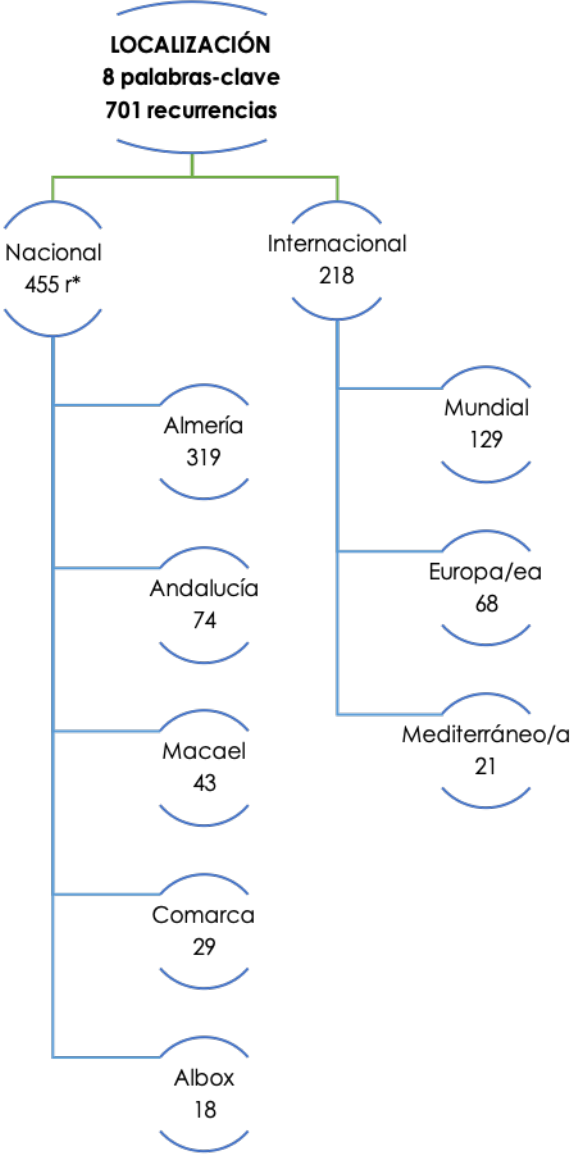 LOCALIZACIÓN
8 palabras-clave
701 recurrencias
Nacional
455 r*
Internacional
218
Almería
319
Andalucía
74
Macael
43
Comarca
29
Albox
18
Mundial
129
Europa/ea
68
Mediterráneo/a
21